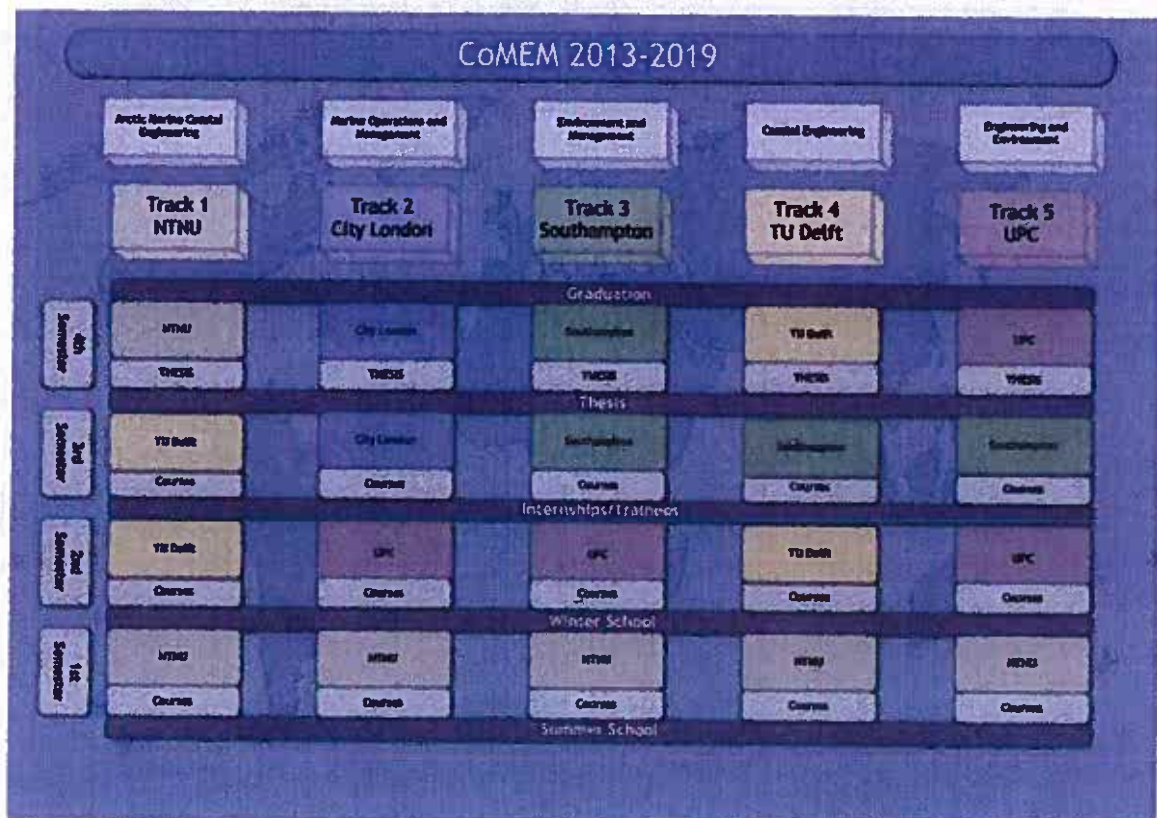 CoMEM 2013-2019
Arctic Marine Coastal
Engineering
Marine Operations and
Management
Environment and
Management
Coastal Engineering
Engineering and
Environment
Track 1
NTNU
Track 2
City London
Track 3
Southampton
Track 4
TU Delft
Track 5
UPC
Graduation
4th
Semester
NTNU
City London
Southampton
TU Delft
UPC
THESIS
THESIS
THESIS
THESIS
THESIS
Thesis
3rd
Semester
TU Delft
City London
Southampton
Southampton
Southampton
Courses
Courses
Courses
Courses
Courses
Internships/Trainees
2nd
Semester
TU Delft
UPC
UPC
TU Delft
UPC
Courses
Courses
Courses
Courses
Courses
Winter School
1st
Semester
NTNU
NTNU
NTNU
NTNU
NTNU
Courses
Courses
Courses
Courses
Courses
Summer School